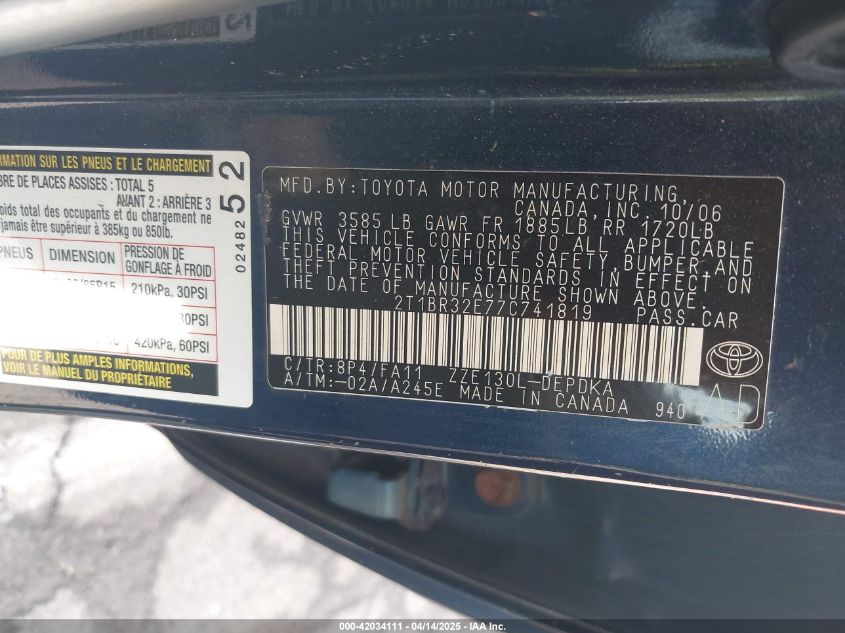 RMATION SUR LES PNEUS ET LE CHARGEMENT
BRE DE PLACES ASSISES : TOTAL 5
AVANT 2 : ARRIÈRE 3
oids total des occupants et du chargement
jamais être supérieur à 385kg ou 850lb.
PNEUS DIMENSION PRESSION DE GONFLAGE À FROID
210kPa, 30PSI
30PSI
420kPa, 60PSI
POUR DE PLUS AMPLES INFORMATIONS,
VOIR LE MANUEL DU PROPRIÉTAIRE
02482 52
MFD. BY: TOYOTA MOTOR MANUFACTURING,
CANADA, INC. 10/06
GVWR 3585 LB GAWR FR 1885LB RR 1720LB
THIS VEHICLE CONFORMS TO ALL APPLICABLE
FEDERAL MOTOR VEHICLE SAFETY, BUMPER, AND
THEFT PREVENTION STANDARDS IN EFFECT ON
THE DATE OF MANUFACTURE SHOWN ABOVE.
2T1BR32E77C741819 PASS. CAR
C/TR: 8P4/FA11 ZZE130L-DEPDKA
A/TM: -02A/A245E MADE IN CANADA 940 AD
TOYOTA
000-42034111 - 04/14/2025 - Copyright © 2025 - IAA, Inc.